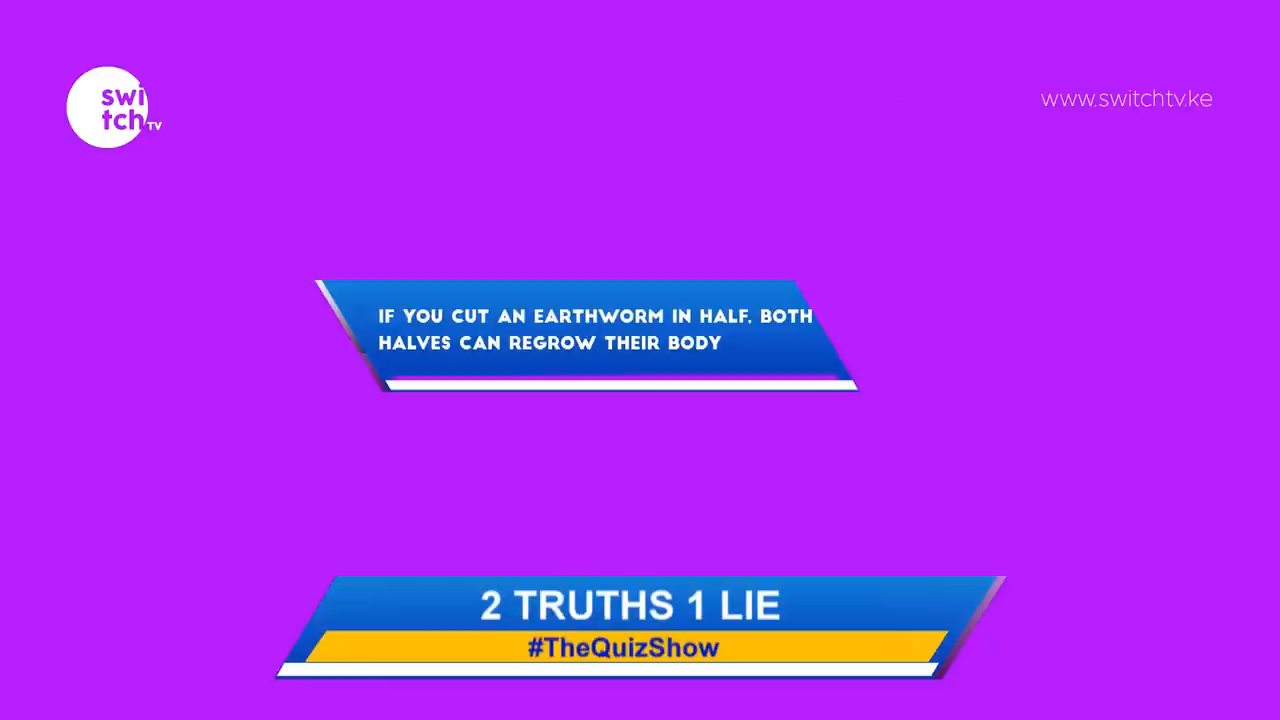 swi
tch TV
www.switchtv.ke
IF YOU CUT AN EARTHWORM IN HALF, BOTH
HALVES CAN REGROW THEIR BODY
2 TRUTHS 1 LIE
#TheQuizShow